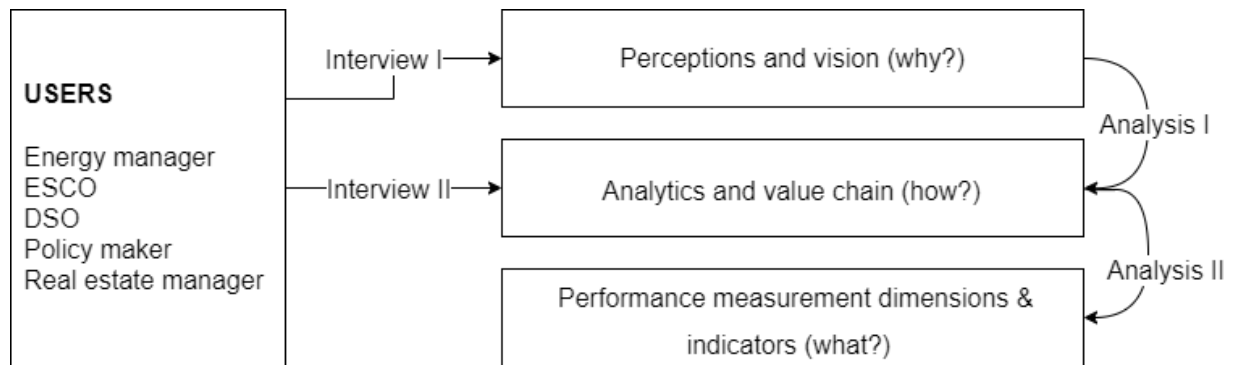 USERS
Energy manager
ESCO
DSO
Policy maker
Real estate manager
Interview I
Interview II
Perceptions and vision (why?)
Analytics and value chain (how?)
Performance measurement dimensions &
indicators (what?)
Analysis I
Analysis II